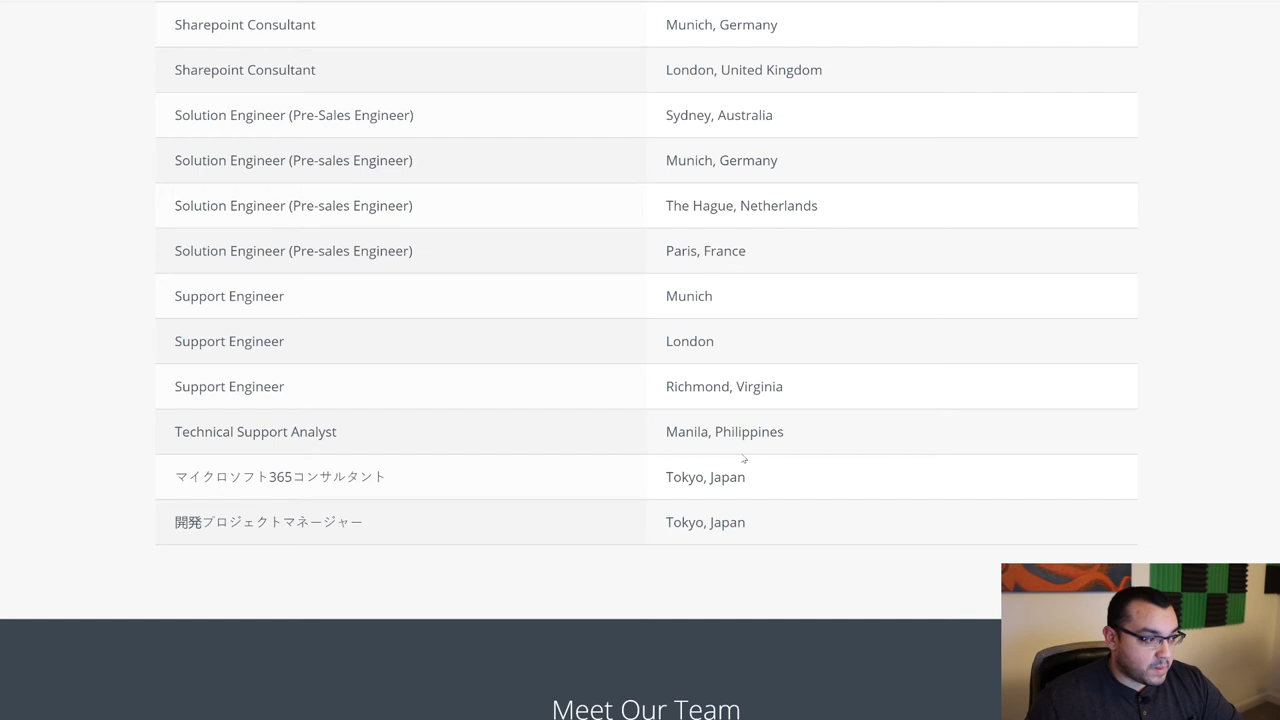 Sharepoint Consultant Munich, Germany
Sharepoint Consultant London, United Kingdom
Solution Engineer (Pre-Sales Engineer) Sydney, Australia
Solution Engineer (Pre-sales Engineer) Munich, Germany
Solution Engineer (Pre-sales Engineer) The Hague, Netherlands
Solution Engineer (Pre-sales Engineer) Paris, France
Support Engineer Munich
Support Engineer London
Support Engineer Richmond, Virginia
Technical Support Analyst Manila, Philippines
マイクロソフト365コンサルタント Tokyo, Japan
開発プロジェクトマネージャー Tokyo, Japan
Meet Our Team